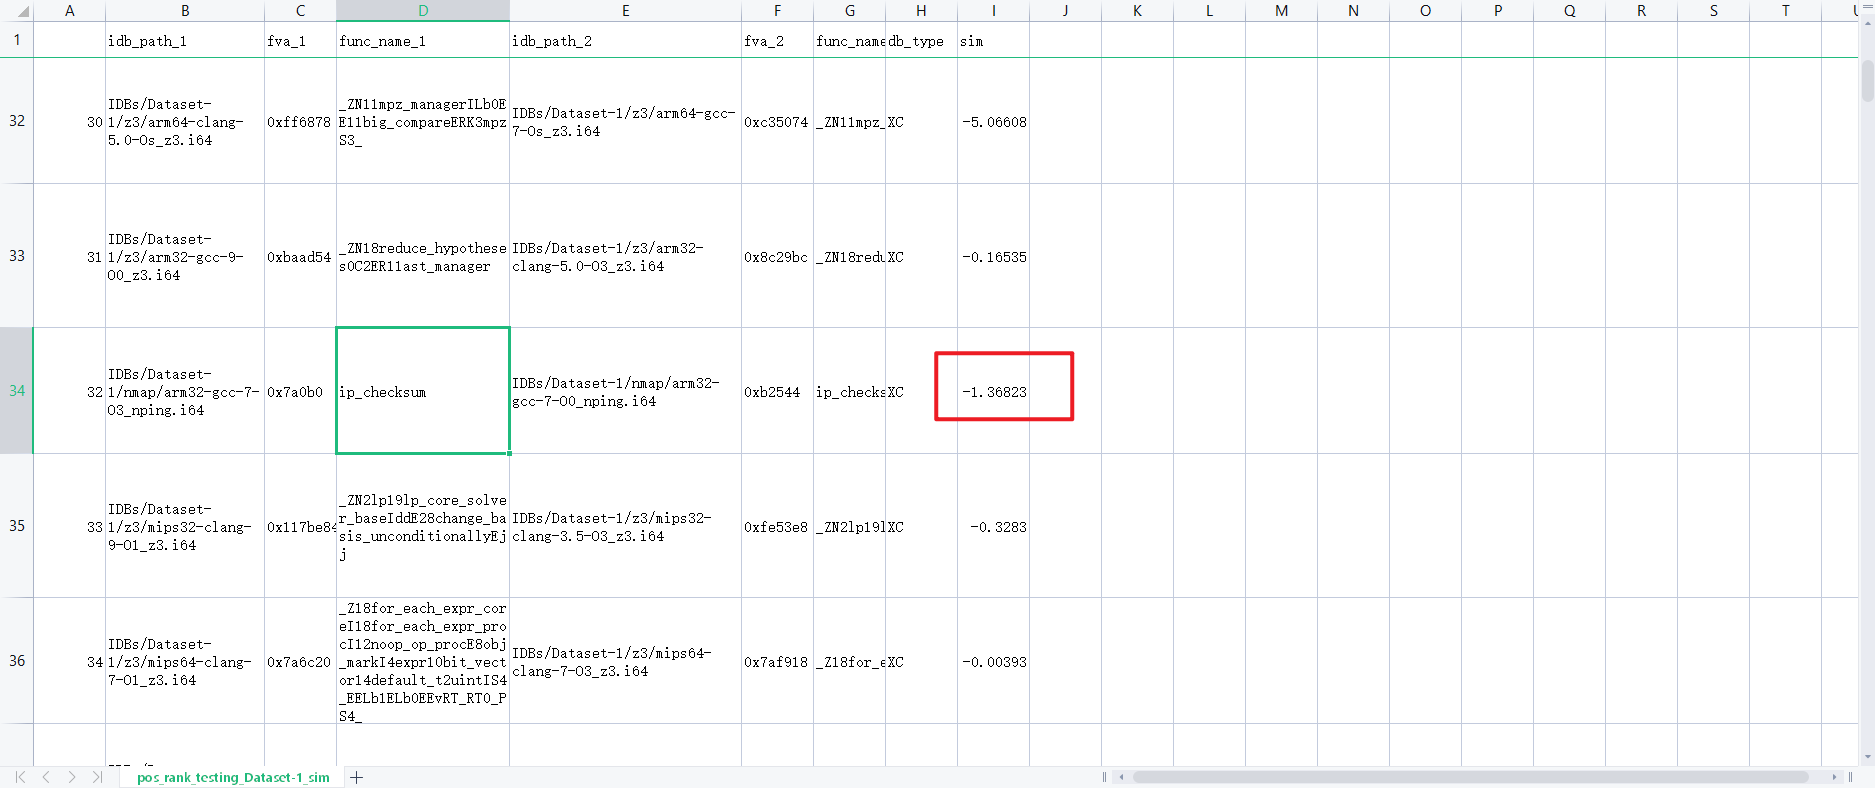 A B C D E F G H I J K L M N O P Q R S T U
1 idb_path_1 fva_1 func_name_1 idb_path_2 fva_2 func_name db_type sim
32 30 IDBs/Dataset-1/z3/arm64-clang-5.0-Os_z3.i64 0xff6878 _ZN11mpz_managerILb0EE11big_compareERK3mpzS3_ IDBs/Dataset-1/z3/arm64-gcc-7-Os_z3.i64 0xc35074 _ZN11mpz_ XC -5.06608
33 31 IDBs/Dataset-1/z3/arm32-gcc-9-O0_z3.i64 0xbaad54 _ZN18reduce_hypotheses0C2ER11ast_manager IDBs/Dataset-1/z3/arm32-clang-5.0-O3_z3.i64 0x8c29bc _ZN18redu XC -0.16535
34 32 IDBs/Dataset-1/nmap/arm32-gcc-7-O3_nping.i64 0x7a0b0 ip_checksum IDBs/Dataset-1/nmap/arm32-gcc-7-O0_nping.i64 0xb2544 ip_checks XC -1.36823
35 33 IDBs/Dataset-1/z3/mips32-clang-9-O1_z3.i64 0x117be84 _ZN2lp19lp_core_solver_baseIddE28change_basis_unconditionallyEjj IDBs/Dataset-1/z3/mips32-clang-3.5-O3_z3.i64 0xfe53e8 _ZN2lp19l XC -0.3283
36 34 IDBs/Dataset-1/z3/mips64-clang-7-O1_z3.i64 0x7a6c20 _Z18for_each_expr_coreI18for_each_expr_procI12noop_op_procE8obj_markI4expr10bit_vector14default_t2uintIS4_EELb1ELb0EEvRT_RT0_PS4_ IDBs/Dataset-1/z3/mips64-clang-7-O3_z3.i64 0x7af918 _Z18for_e XC -0.00393
pos_rank_testing_Dataset-1_sim